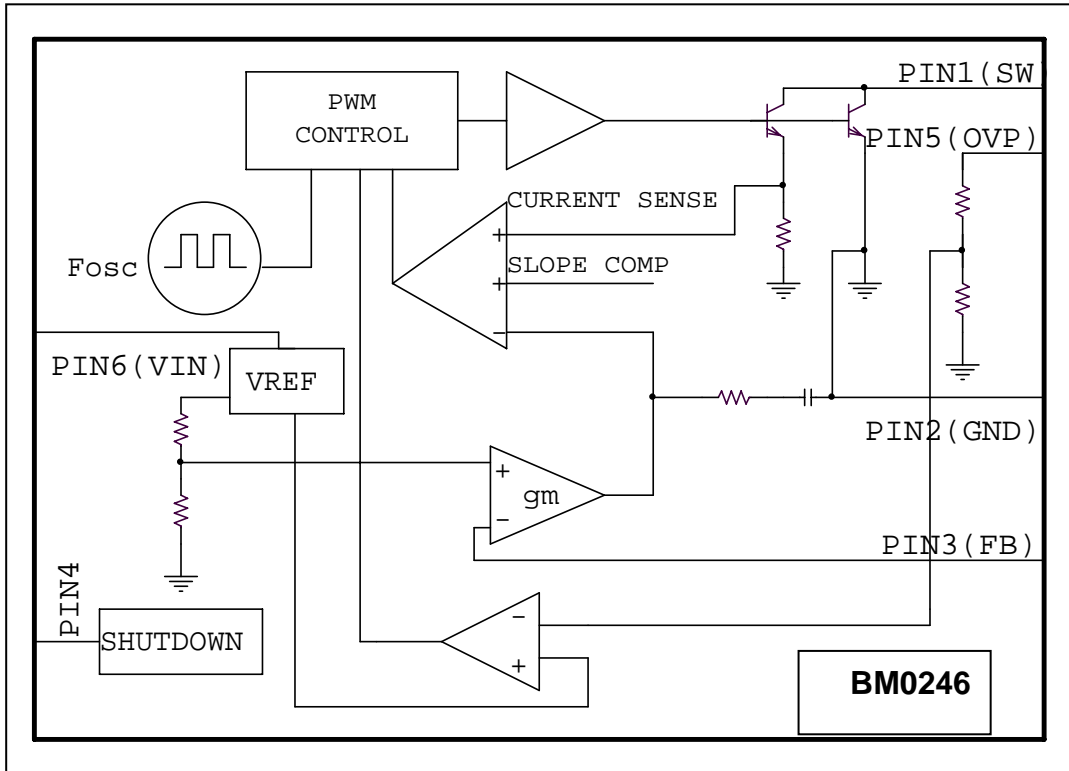 PIN1(SW)
PWM
CONTROL
PIN5(OVP)
CURRENT SENSE
+
Fosc
SLOPE COMP
+
−
PIN6(VIN)
VREF
PIN2(GND)
+
gm
−
PIN3(FB)
PIN4
SHUTDOWN
−
+
BM0246